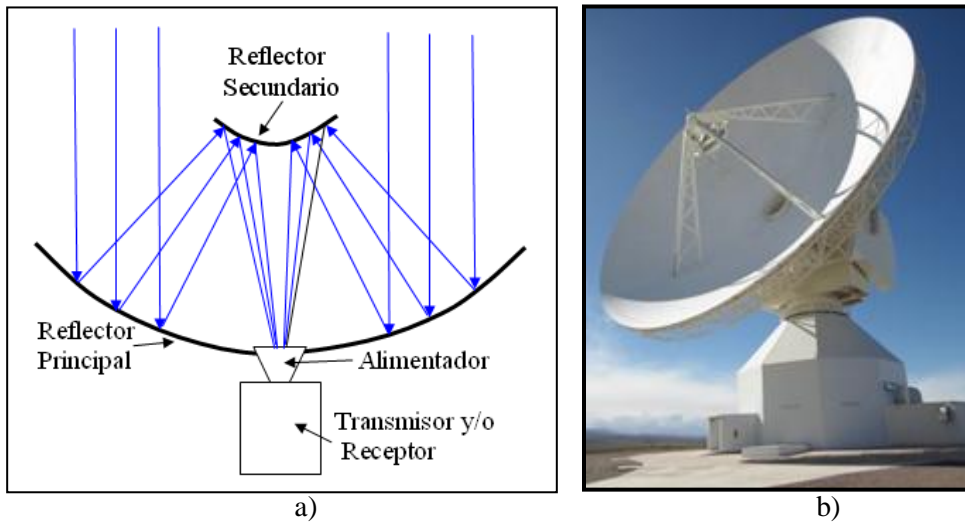 Reflector
Secundario
Reflector
Principal
Alimentador
Transmisor y/o
Receptor
a)
b)